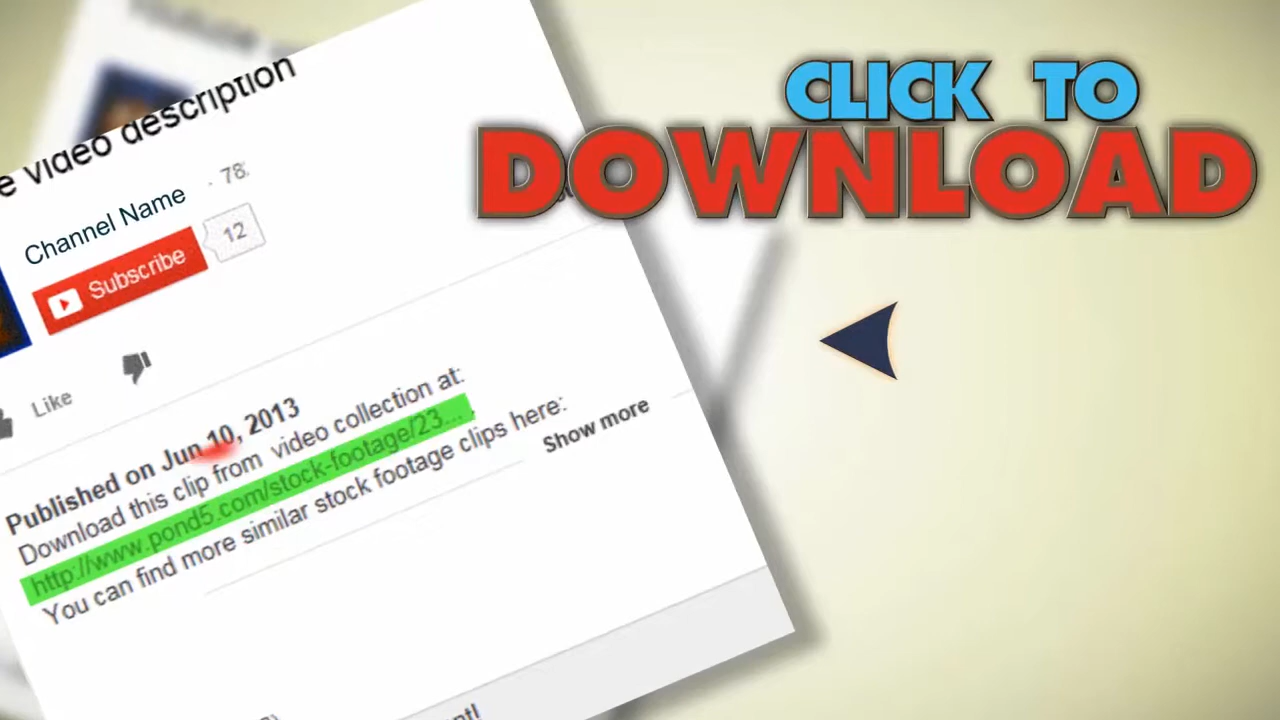 CLICK TO
DOWNLOAD
video description
Channel Name
78
Subscribe
12
Like
Published on Jun 10, 2013
Download this clip from video collection at:
http://www.pond5.com/stock-footage/23...
You can find more similar stock footage clips here:
Show more